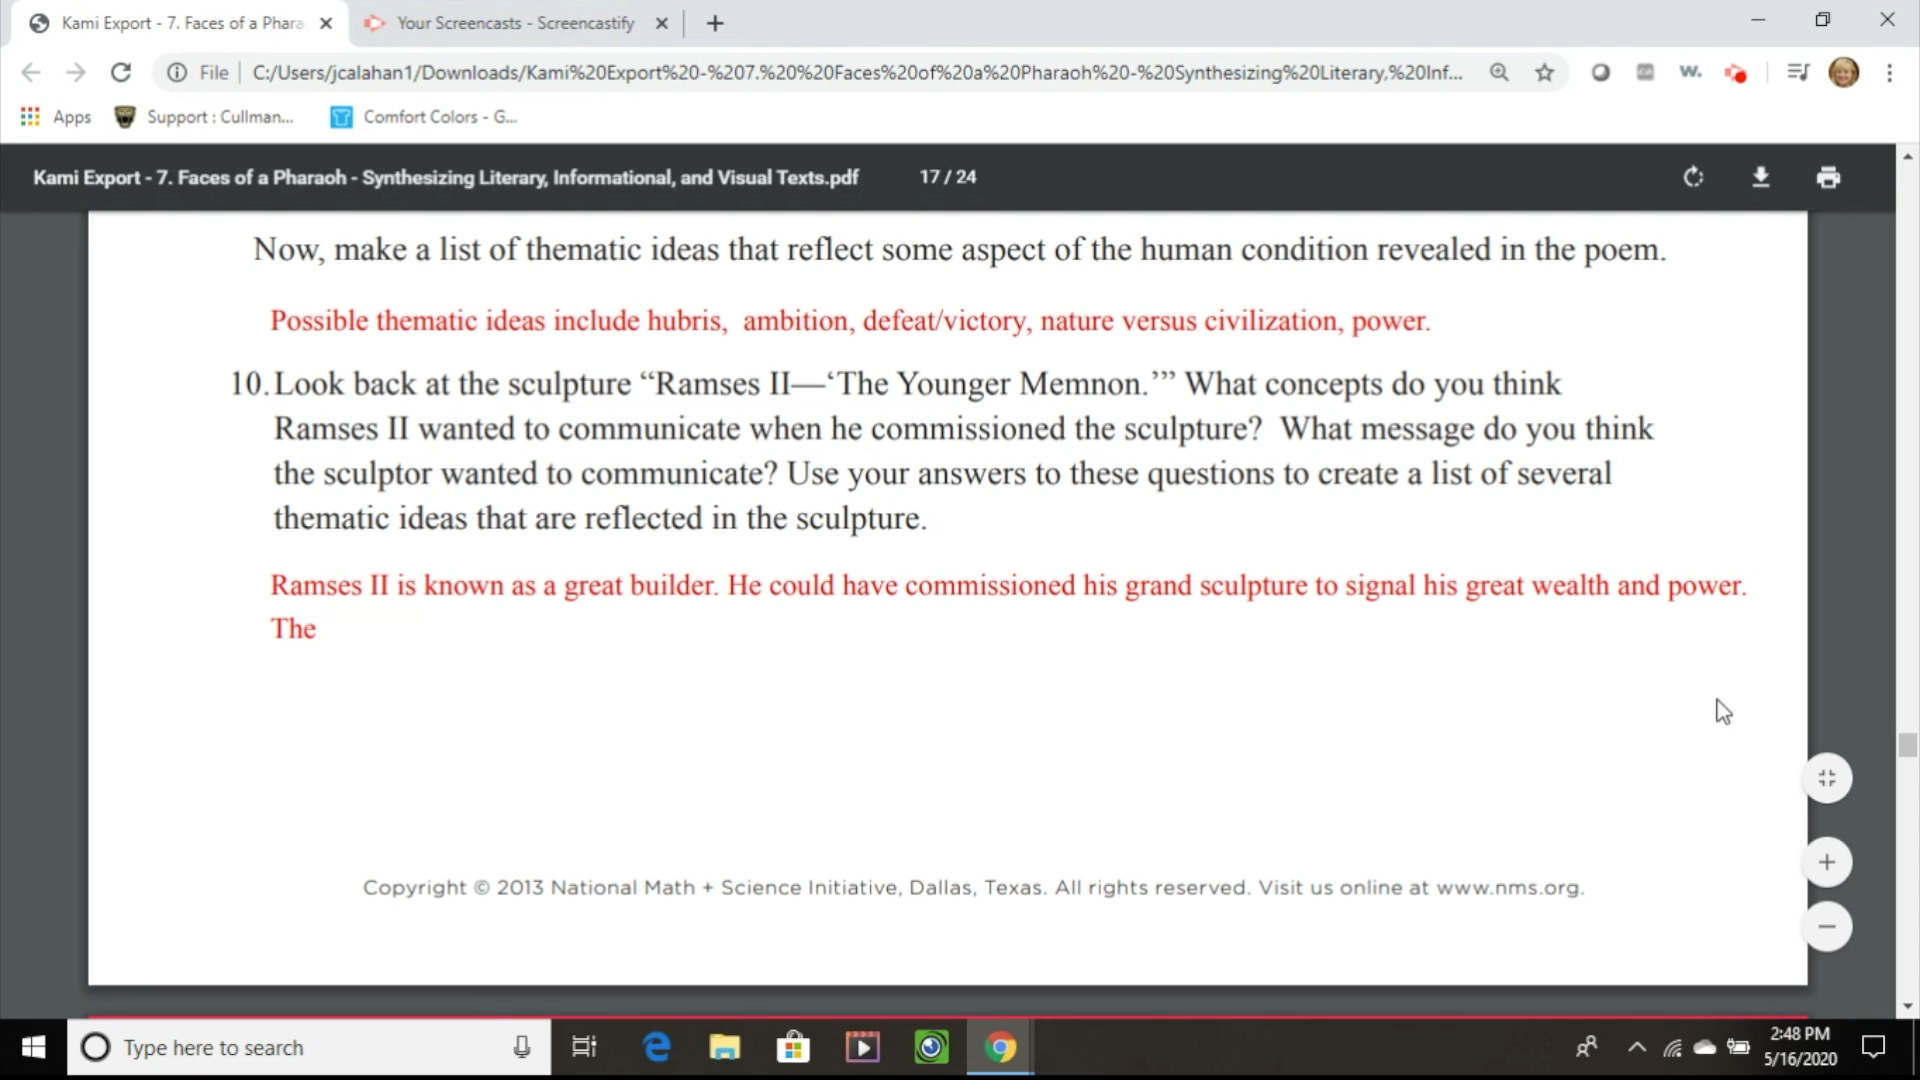 Kami Export - 7. Faces of a Phara
Your Screencasts - Screencastify
File
C:/Users/jcalahan1/Downloads/Kami%20Export%20-%207.%20%20Faces%20of%20a%20Pharaoh%20-%20Synthesizing%20Literary,%20Inf...
W.
Apps
Support : Cullman...
Comfort Colors - G...
Kami Export - 7. Faces of a Pharaoh - Synthesizing Literary, Informational, and Visual Texts.pdf
17 / 24
Now, make a list of thematic ideas that reflect some aspect of the human condition revealed in the poem.
Possible thematic ideas include hubris,  ambition, defeat/victory, nature versus civilization, power.
10. Look back at the sculpture “Ramses II—‘The Younger Memnon.’” What concepts do you think
Ramses II wanted to communicate when he commissioned the sculpture?  What message do you think
the sculptor wanted to communicate? Use your answers to these questions to create a list of several
thematic ideas that are reflected in the sculpture.
Ramses II is known as a great builder. He could have commissioned his grand sculpture to signal his great wealth and power.
The
Copyright © 2013 National Math + Science Initiative, Dallas, Texas. All rights reserved. Visit us online at www.nms.org.
Type here to search
2:48 PM
5/16/2020